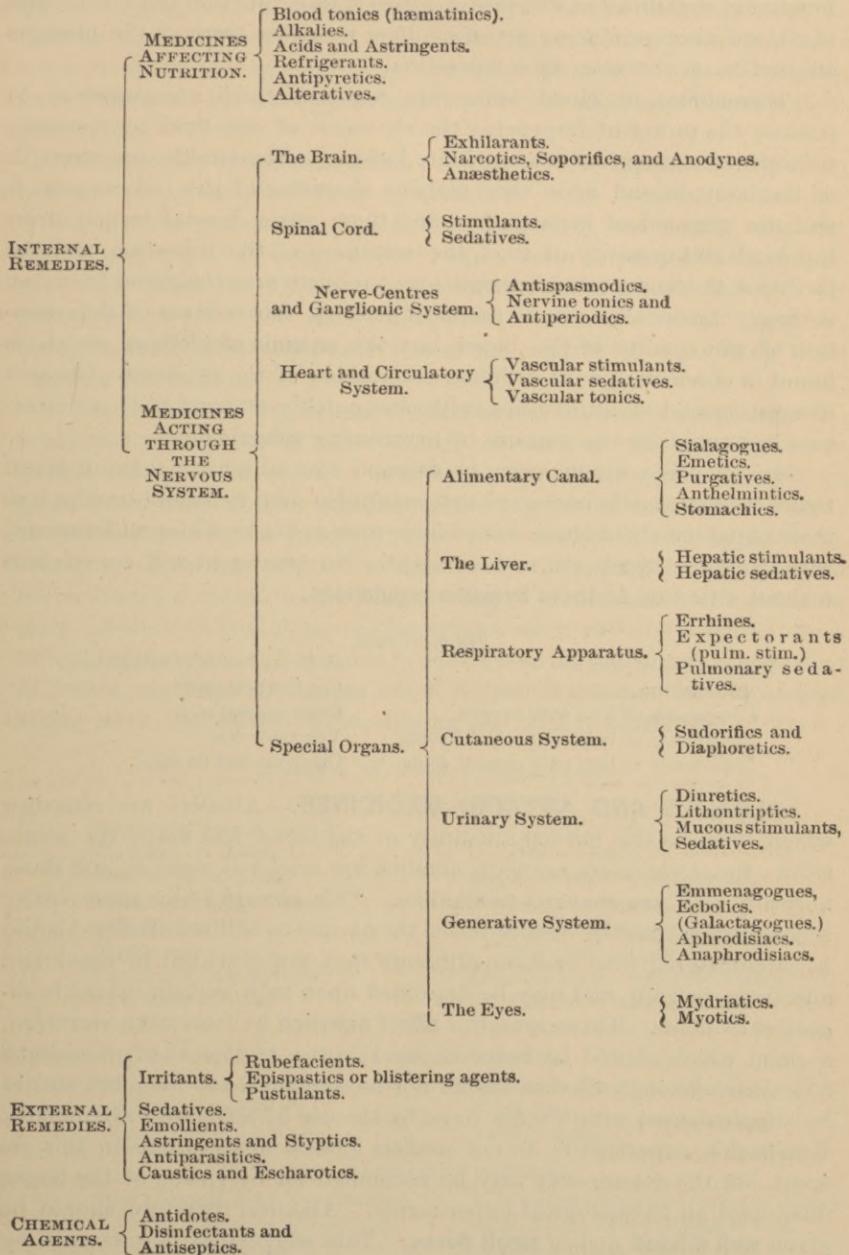 INTERNAL
REMEDIES.
MEDICINES
AFFECTING
NUTRITION.
Blood tonics (hæmatinics).
Alkalies.
Acids and Astringents.
Refrigerants.
Antipyretics.
Alteratives.
MEDICINES
ACTING
THROUGH
THE
NERVOUS
SYSTEM.
The Brain.
Exhilarants.
Narcotics, Soporifics, and Anodynes.
Anæsthetics.
Spinal Cord.
Stimulants.
Sedatives.
Nerve-Centres
and Ganglionic System.
Antispasmodics.
Nervine tonics and
Antiperiodics.
Heart and Circulatory
System.
Vascular stimulants.
Vascular sedatives.
Vascular tonics.
Special Organs.
Alimentary Canal.
Sialagogues.
Emetics.
Purgatives.
Anthelmintics.
Stomachics.
The Liver.
Hepatic stimulants.
Hepatic sedatives.
Respiratory Apparatus.
Errhines.
Expectorants
(pulm. stim.)
Pulmonary seda-
tives.
Cutaneous System.
Sudorifics and
Diaphoretics.
Urinary System.
Diuretics.
Lithontriptics.
Mucous stimulants,
Sedatives.
Generative System.
Emmenagogues,
Ecbolics.
(Galactagogues.)
Aphrodisiacs.
Anaphrodisiacs.
The Eyes.
Mydriatics.
Myotics.
EXTERNAL
REMEDIES.
Irritants.
Rubefacients.
Epispastics or blistering agents.
Pustulants.
Sedatives.
Emollients.
Astringents and Styptics.
Antiparasitics.
Caustics and Escharotics.
CHEMICAL
AGENTS.
Antidotes.
Disinfectants and
Antiseptics.